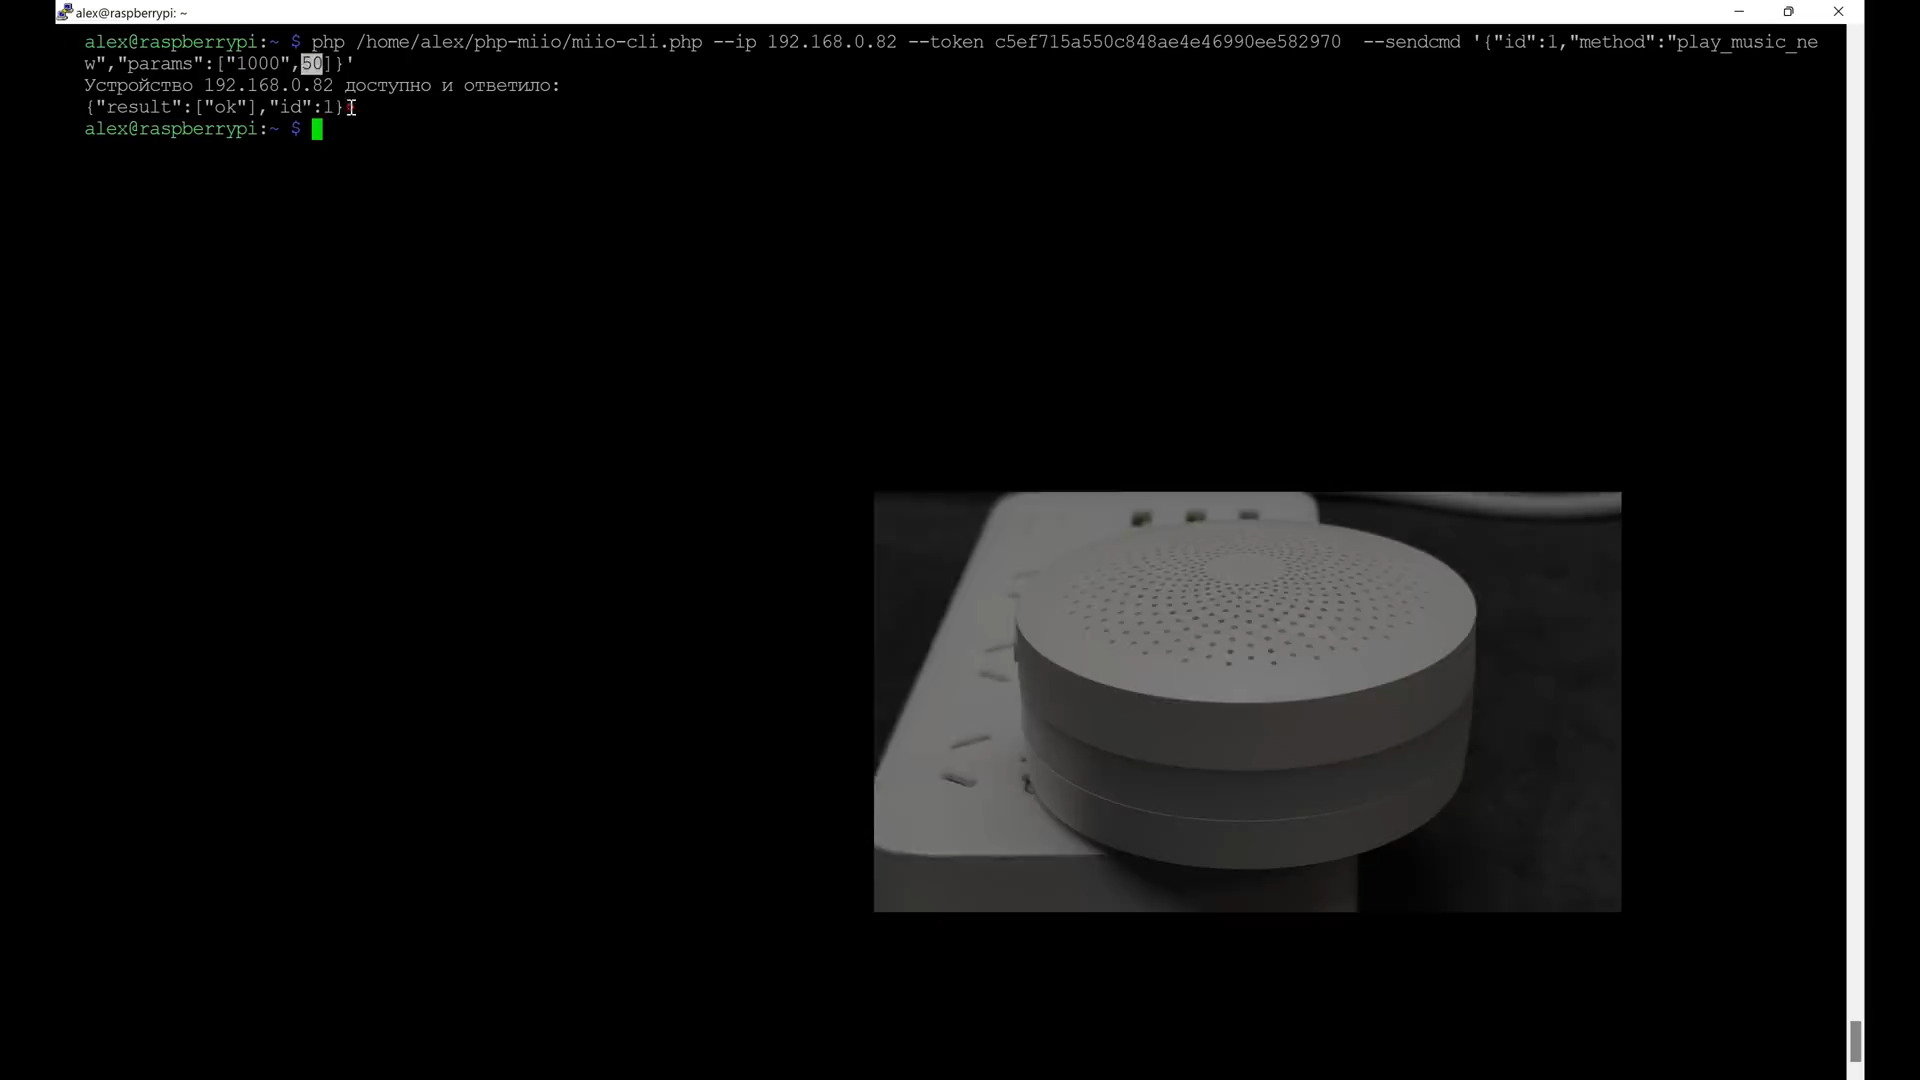 alex@raspberrypi: ~
alex@raspberrypi:~ $ php /home/alex/php-miio/miio-cli.php --ip 192.168.0.82 --token c5ef715a550c848ae4e46990ee582970  --sendcmd '{"id":1,"method":"play_music_ne
w","params":["1000",50]}'
Устройство 192.168.0.82 доступно и ответило:
{"result":["ok"],"id":1}
alex@raspberrypi:~ $